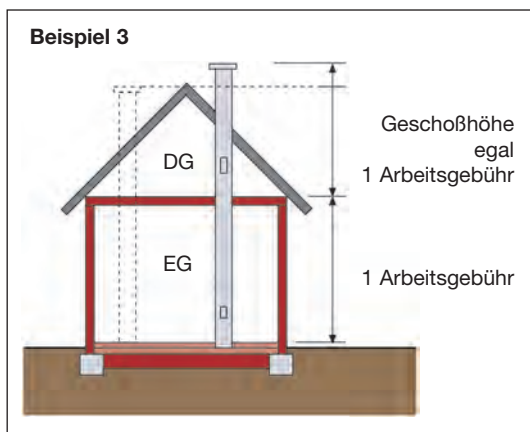 Beispiel 3
DG
Geschoßhöhe
egal
1 Arbeitsgebühr
EG
1 Arbeitsgebühr